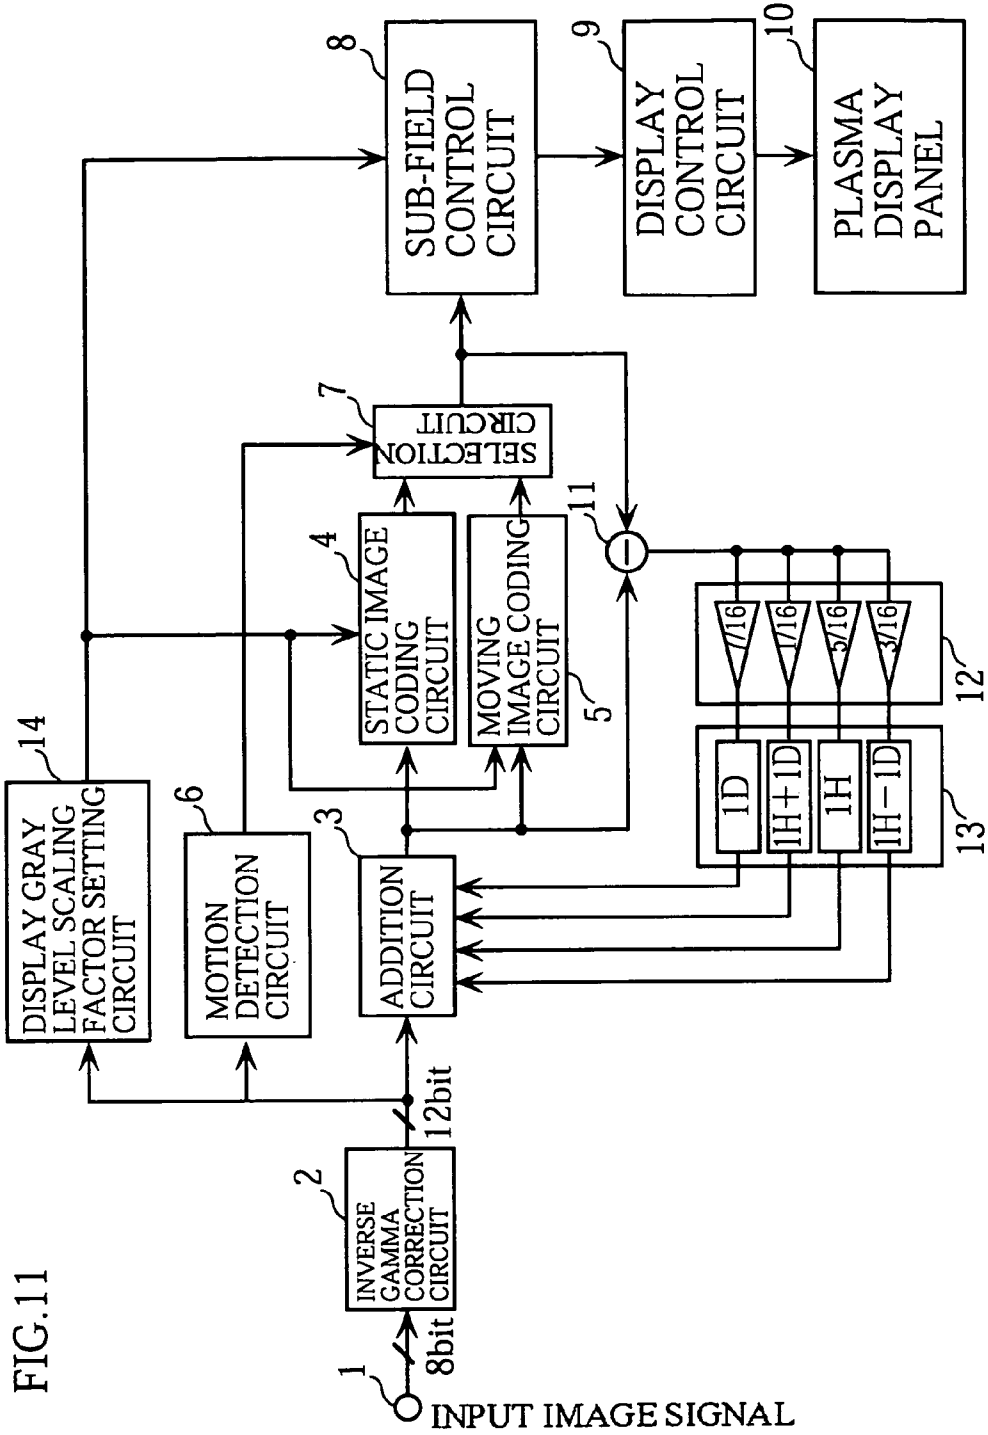 FIG.11
1
INPUT IMAGE SIGNAL
8bit
2
INVERSE
GAMMA
CORRECTION
CIRCUIT
12bit
14
DISPLAY GRAY
LEVEL SCALING
FACTOR SETTING
CIRCUIT
6
MOTION
DETECTION
CIRCUIT
3
ADDITION
CIRCUIT
4
STATIC IMAGE
CODING
CIRCUIT
MOVING
IMAGE CODING
CIRCUIT
5
7
SELECTION
CIRCUIT
8
SUB-FIELD
CONTROL
CIRCUIT
9
DISPLAY
CONTROL
CIRCUIT
10
PLASMA
DISPLAY
PANEL
11
−
7/16
1/16
5/16
3/16
12
1D
1H+1D
1H
1H−1D
13